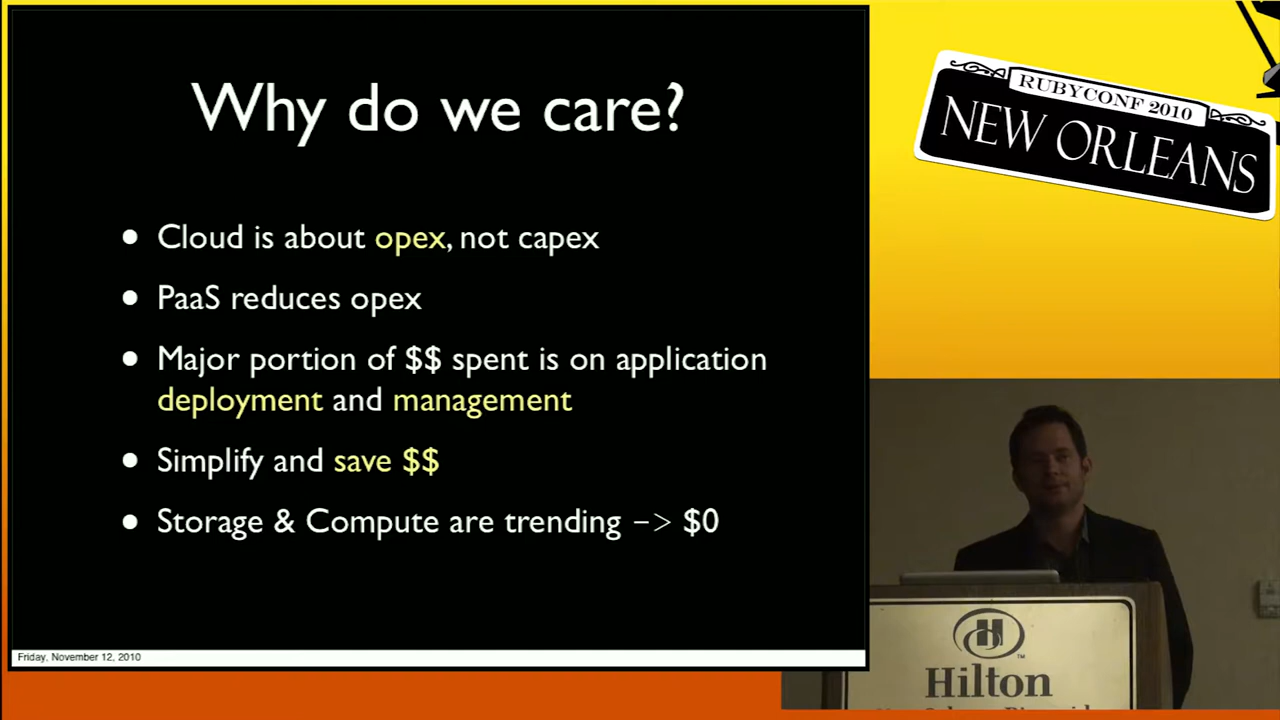 Why do we care?
• Cloud is about opex, not capex
• PaaS reduces opex
• Major portion of $$ spent is on application
deployment and management
• Simplify and save $$
• Storage & Compute are trending –> $0
Friday, November 12, 2010
RUBYCONF 2010
NEW ORLEANS
Hilton